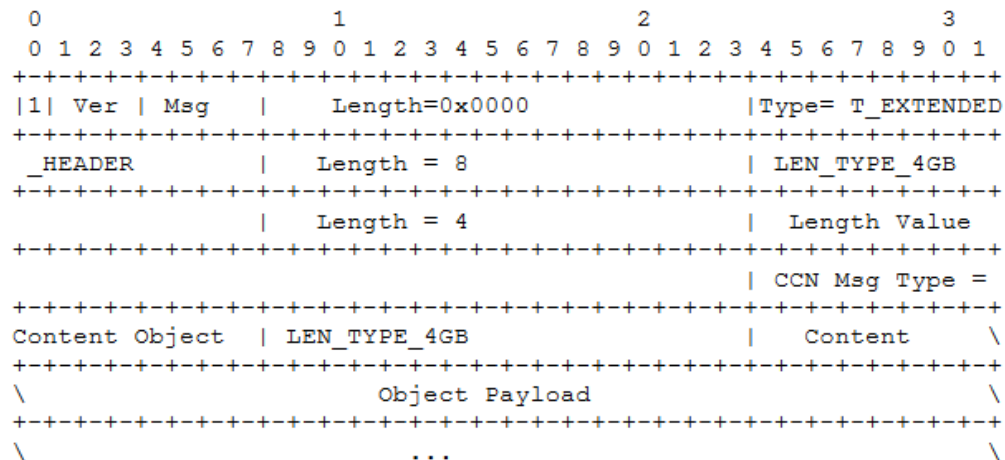 0                   1                   2                   3
 0 1 2 3 4 5 6 7 8 9 0 1 2 3 4 5 6 7 8 9 0 1 2 3 4 5 6 7 8 9 0 1
+-+-+-+-+-+-+-+-+-+-+-+-+-+-+-+-+-+-+-+-+-+-+-+-+-+-+-+-+-+-+-+-+
|1| Ver | Msg   |    Length=0x0000              |Type= T_EXTENDED
+-+-+-+-+-+-+-+-+-+-+-+-+-+-+-+-+-+-+-+-+-+-+-+-+-+-+-+-+-+-+-+-+
  _HEADER       |   Length = 8                  | LEN_TYPE_4GB
+-+-+-+-+-+-+-+-+-+-+-+-+-+-+-+-+-+-+-+-+-+-+-+-+-+-+-+-+-+-+-+-+
                |   Length = 4                  |  Length Value
+-+-+-+-+-+-+-+-+-+-+-+-+-+-+-+-+-+-+-+-+-+-+-+-+-+-+-+-+-+-+-+-+
                                                | CCN Msg Type =
+-+-+-+-+-+-+-+-+-+-+-+-+-+-+-+-+-+-+-+-+-+-+-+-+-+-+-+-+-+-+-+-+
Content Object  | LEN_TYPE_4GB                  |   Content     \
+-+-+-+-+-+-+-+-+-+-+-+-+-+-+-+-+-+-+-+-+-+-+-+-+-+-+-+-+-+-+-+-+
\                       Object Payload                          \
+-+-+-+-+-+-+-+-+-+-+-+-+-+-+-+-+-+-+-+-+-+-+-+-+-+-+-+-+-+-+-+-+
\                         ...                                   \